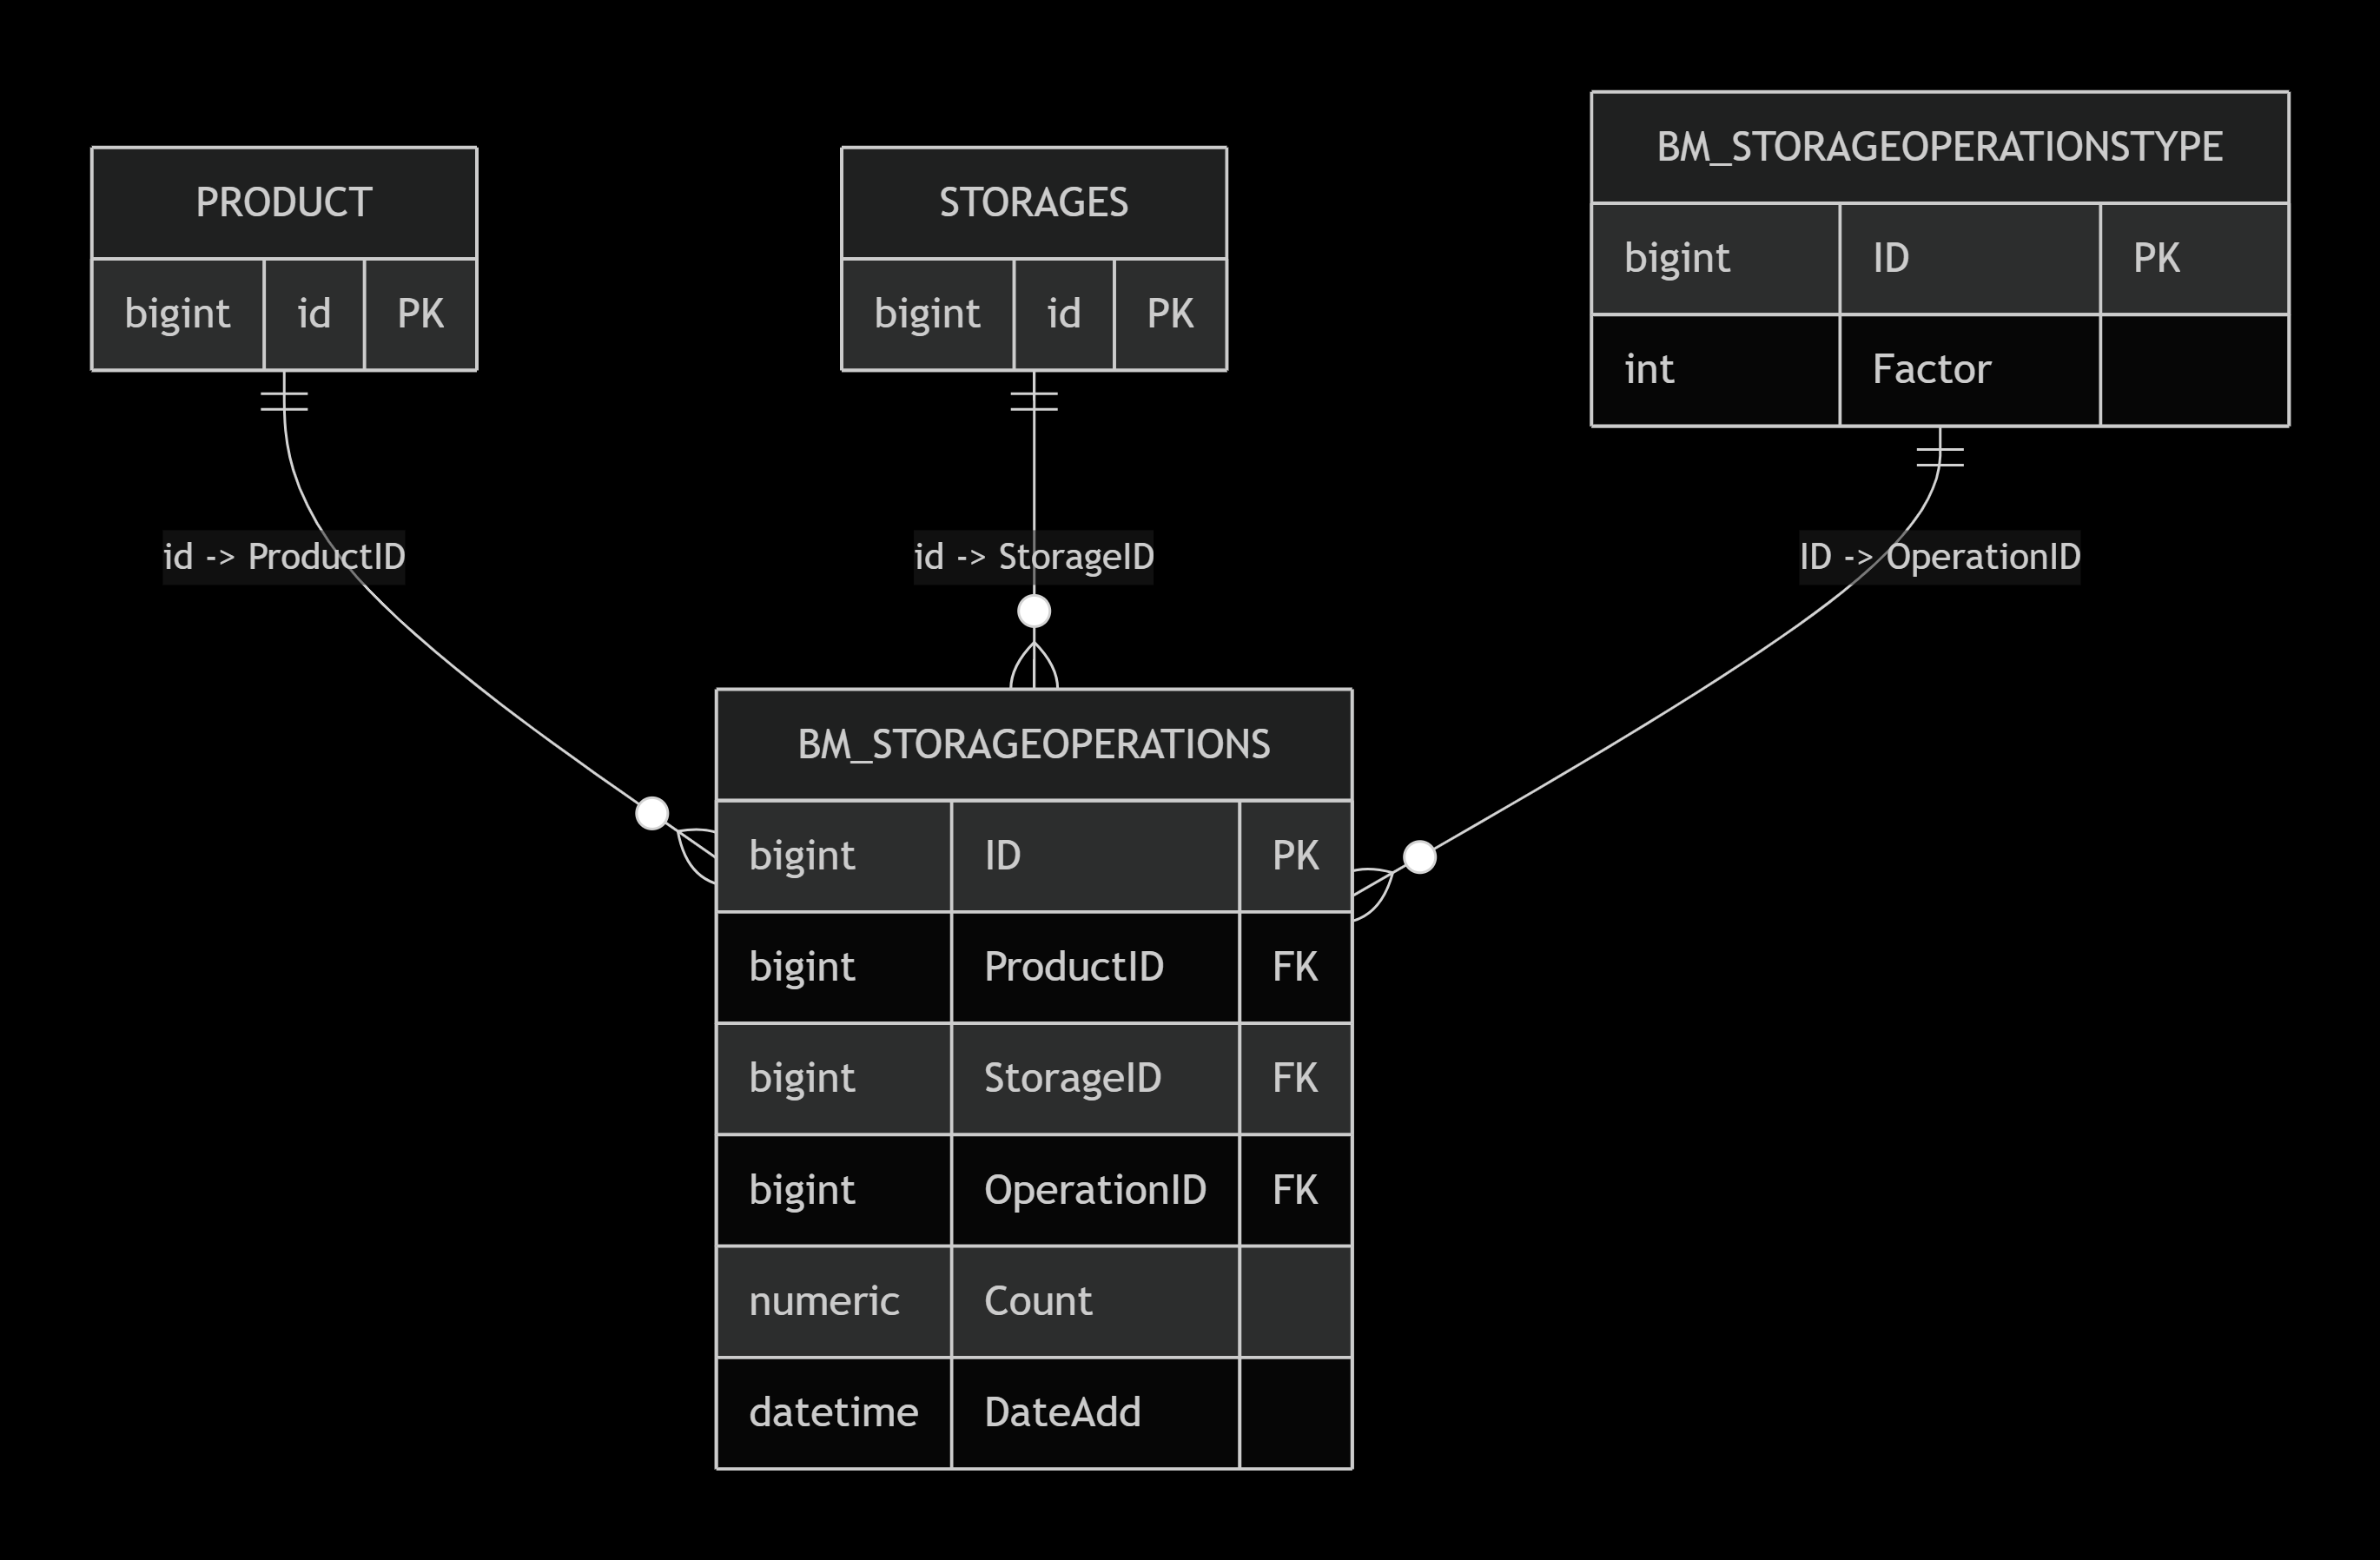 PRODUCT
bigint id PK
STORAGES
bigint id PK
BM_STORAGEOPERATIONSTYPE
bigint ID PK
int Factor
id -> ProductID
id -> StorageID
ID -> OperationID
BM_STORAGEOPERATIONS
bigint ID PK
bigint ProductID FK
bigint StorageID FK
bigint OperationID FK
numeric Count
datetime DateAdd